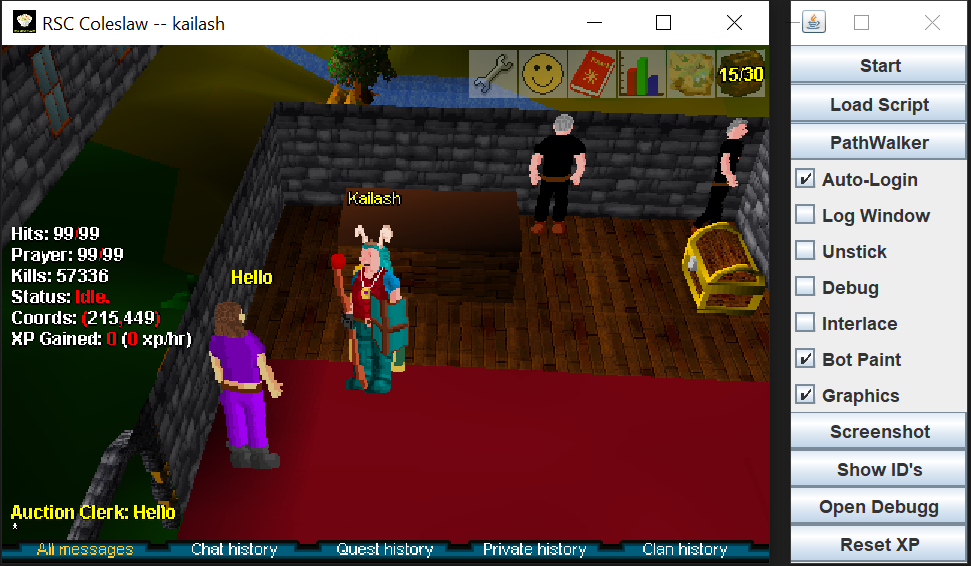 RSC Coleslaw -- kailash
15/30
Kailash
Hits: 99/99
Prayer: 99/99
Kills: 57336
Status: Idle.
Coords: (215,449)
XP Gained: 0 (0 xp/hr)
Hello
Auction Clerk: Hello
*
All messages
Chat history
Quest history
Private history
Clan history
Start
Load Script
PathWalker
Auto-Login
Log Window
Unstick
Debug
Interlace
Bot Paint
Graphics
Screenshot
Show ID's
Open Debugg
Reset XP